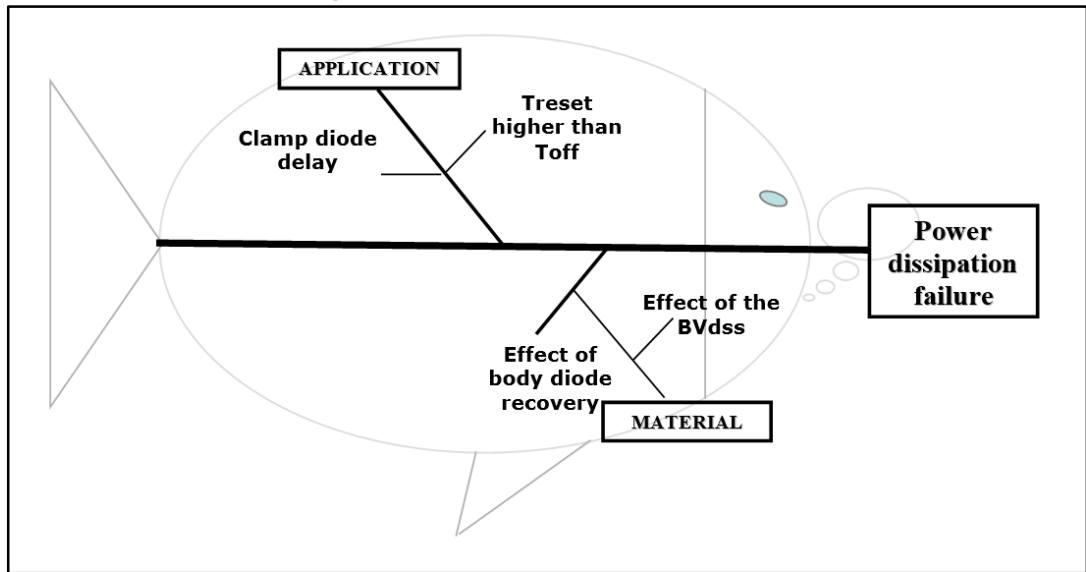 APPLICATION
Treset
higher than
Toff
Clamp diode
delay
Power
dissipation
failure
Effect of the
BVdss
Effect of
body diode
recovery
MATERIAL